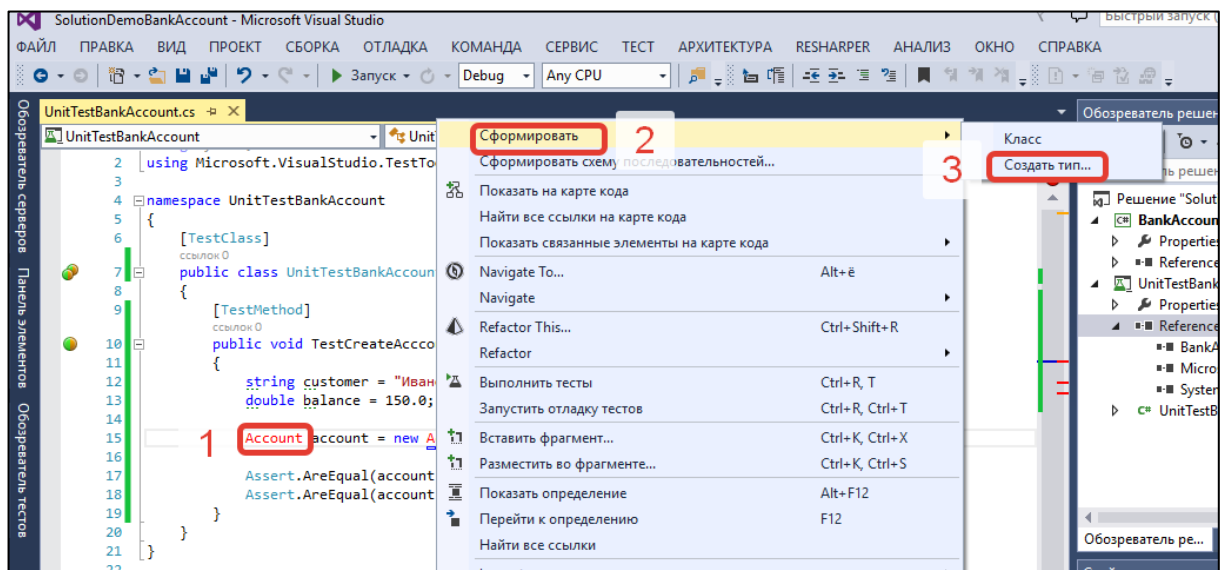 SolutionDemoBankAccount - Microsoft Visual Studio
Быстрый запуск (
ФАЙЛ ПРАВКА ВИД ПРОЕКТ СБОРКА ОТЛАДКА КОМАНДА СЕРВИС ТЕСТ АРХИТЕКТУРА RESHARPER АНАЛИЗ ОКНО СПРАВКА
Запуск Debug Any CPU
Обозреватель серверов
Панель элементов
Обозреватель тестов
UnitTestBankAccount.cs
UnitTestBankAccount Unit
2 using Microsoft.VisualStudio.TestTo
3
4 namespace UnitTestBankAccount
5 {
6 [TestClass]
ссылок 0
7 public class UnitTestBankAccoun
8 {
9 [TestMethod]
ссылок 0
10 public void TestCreateAccco
11 {
12 string customer = "Иван
13 double balance = 150.0;
14
15 Account account = new A
16
17 Assert.AreEqual(account
18 Assert.AreEqual(account
19 }
20 }
21 }
22
1
Сформировать
2
Сформировать схему последовательностей...
Показать на карте кода
Найти все ссылки на карте кода
Показать связанные элементы на карте кода
Navigate To... Alt+ё
Navigate
Refactor This... Ctrl+Shift+R
Refactor
Выполнить тесты Ctrl+R, T
Запустить отладку тестов Ctrl+R, Ctrl+T
Вставить фрагмент... Ctrl+K, Ctrl+X
Разместить во фрагменте... Ctrl+K, Ctrl+S
Показать определение Alt+F12
Перейти к определению F12
Найти все ссылки
Класс
3
Создать тип...
Обозреватель решен
ь решен
Решение "Solut
BankAccoun
Propertie
Reference
UnitTestBank
Propertie
Reference
BankA
Micro
System
UnitTestB
Обозреватель ре...